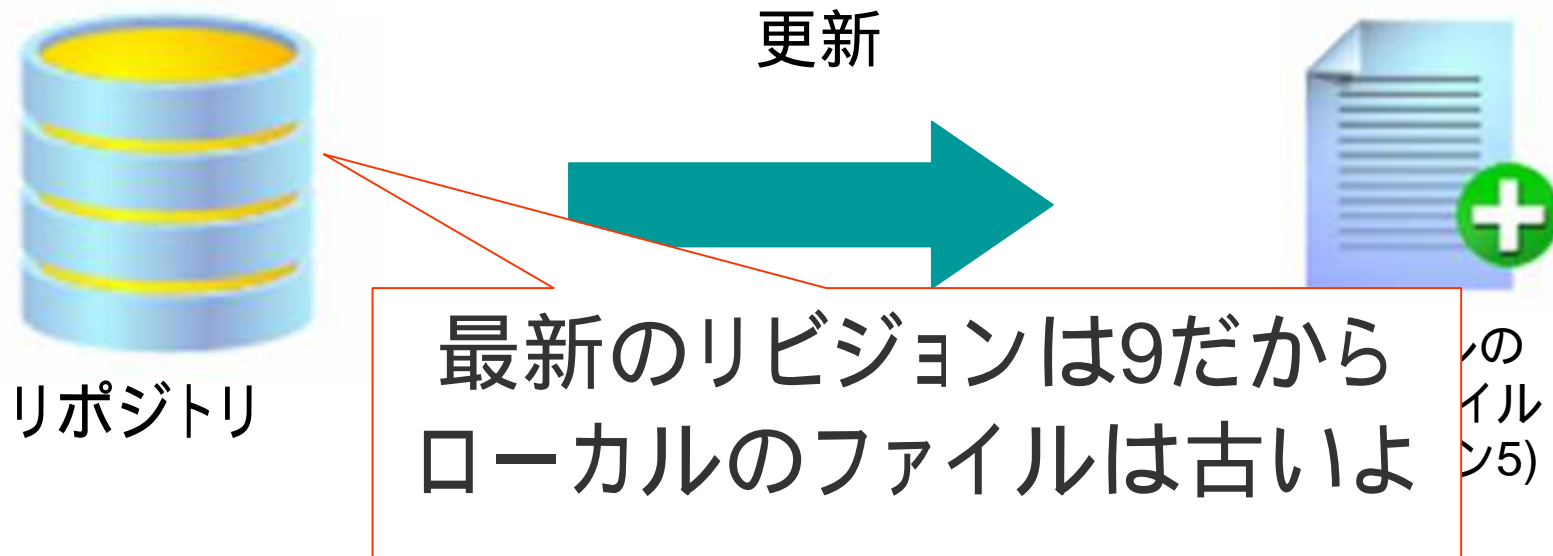 更新
リポジトリ
最新のリビジョンは9だから
ローカルのファイルは古いよ
ルの
イル
ン5)